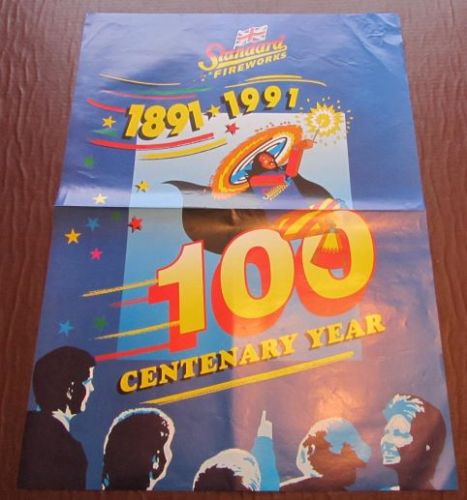 Standard
FIREWORKS
1891 · 1991
100
CENTENARY YEAR